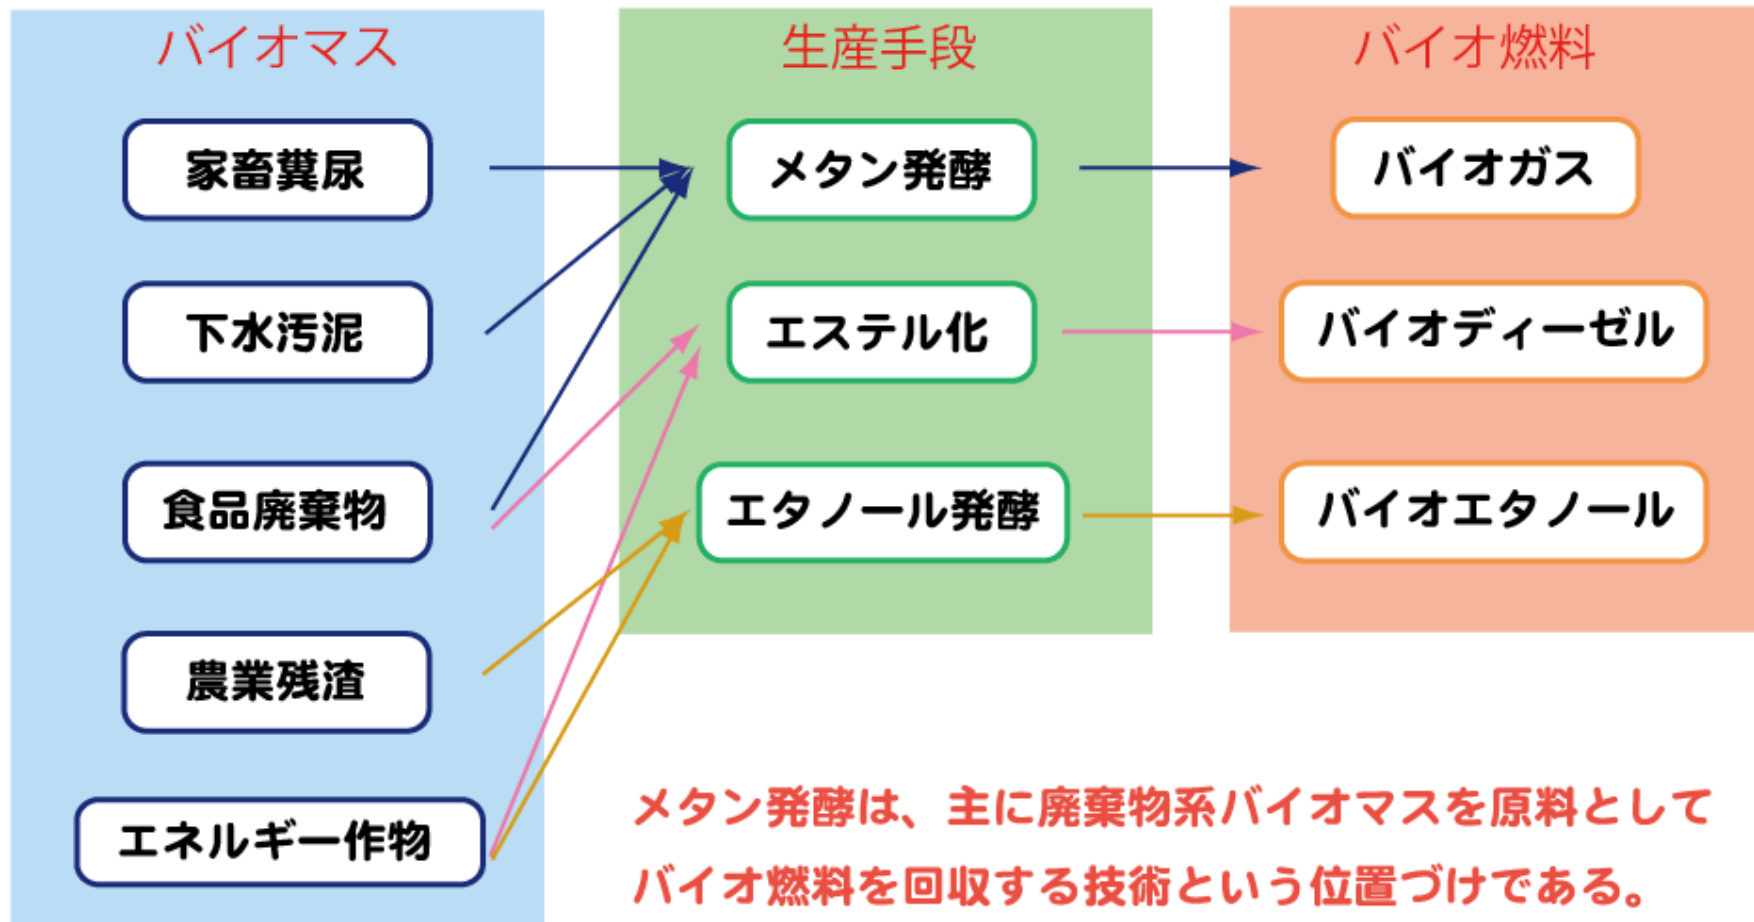 バイオマス
家畜糞尿
下水汚泥
食品廃棄物
農業残渣
エネルギー作物
生産手段
メタン発酵
エステル化
エタノール発酵
バイオ燃料
バイオガス
バイオディーゼル
バイオエタノール
メタン発酵は、主に廃棄物系バイオマスを原料として
バイオ燃料を回収する技術という位置づけである。